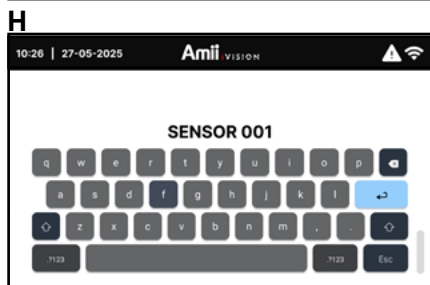 H
10:26 | 27-05-2025 Amii.VISION
SENSOR 001
q w e r t y u i o p
a s d f g h j k l
z x c v b n m , .
.?123 .?123 Esc